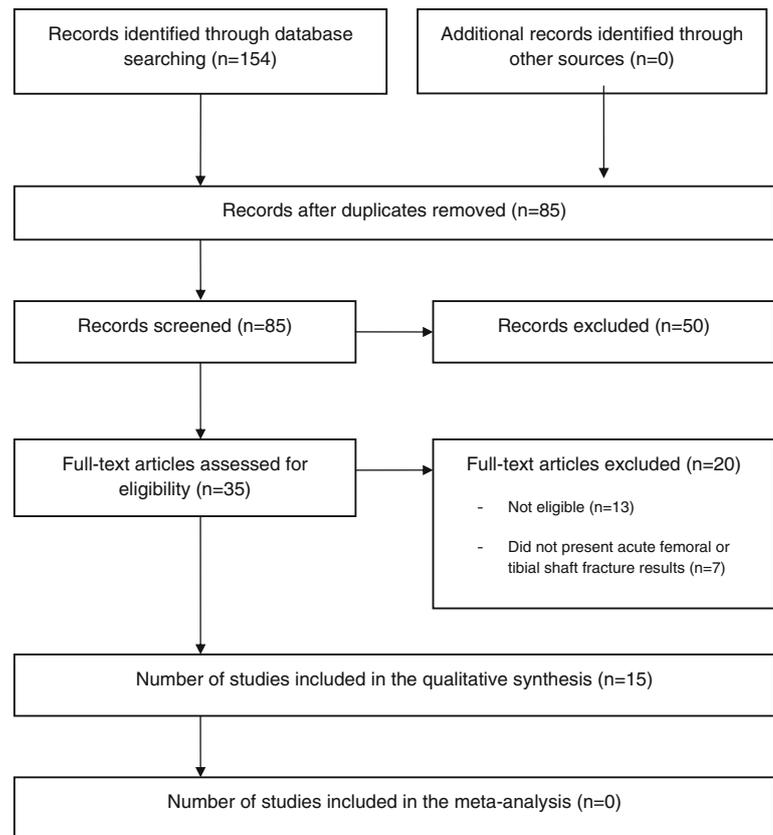 Records identified through database
searching (n=154)
Additional records identified through
other sources (n=0)
Records after duplicates removed (n=85)
Records screened (n=85)
Records excluded (n=50)
Full-text articles assessed for
eligibility (n=35)
Full-text articles excluded (n=20)
- Not eligible (n=13)
- Did not present acute femoral or
tibial shaft fracture results (n=7)
Number of studies included in the qualitative synthesis (n=15)
Number of studies included in the meta-analysis (n=0)